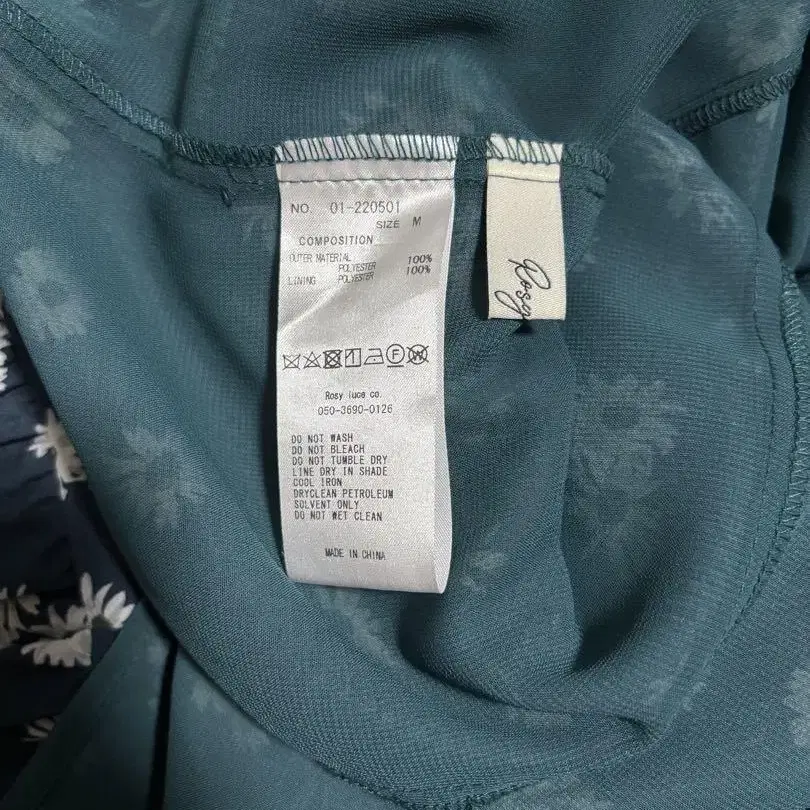 NO. 01-220501
SIZE M
COMPOSITION
OUTER MATERIAL 100%
POLYESTER 100%
LINING POLYESTER
Rosy luce co.
050-3690-0126
DO NOT WASH
DO NOT BLEACH
DO NOT TUMBLE DRY
LINE DRY IN SHADE
COOL IRON
DRYCLEAN PETROLEUM
SOLVENT ONLY
DO NOT WET CLEAN
MADE IN CHINA